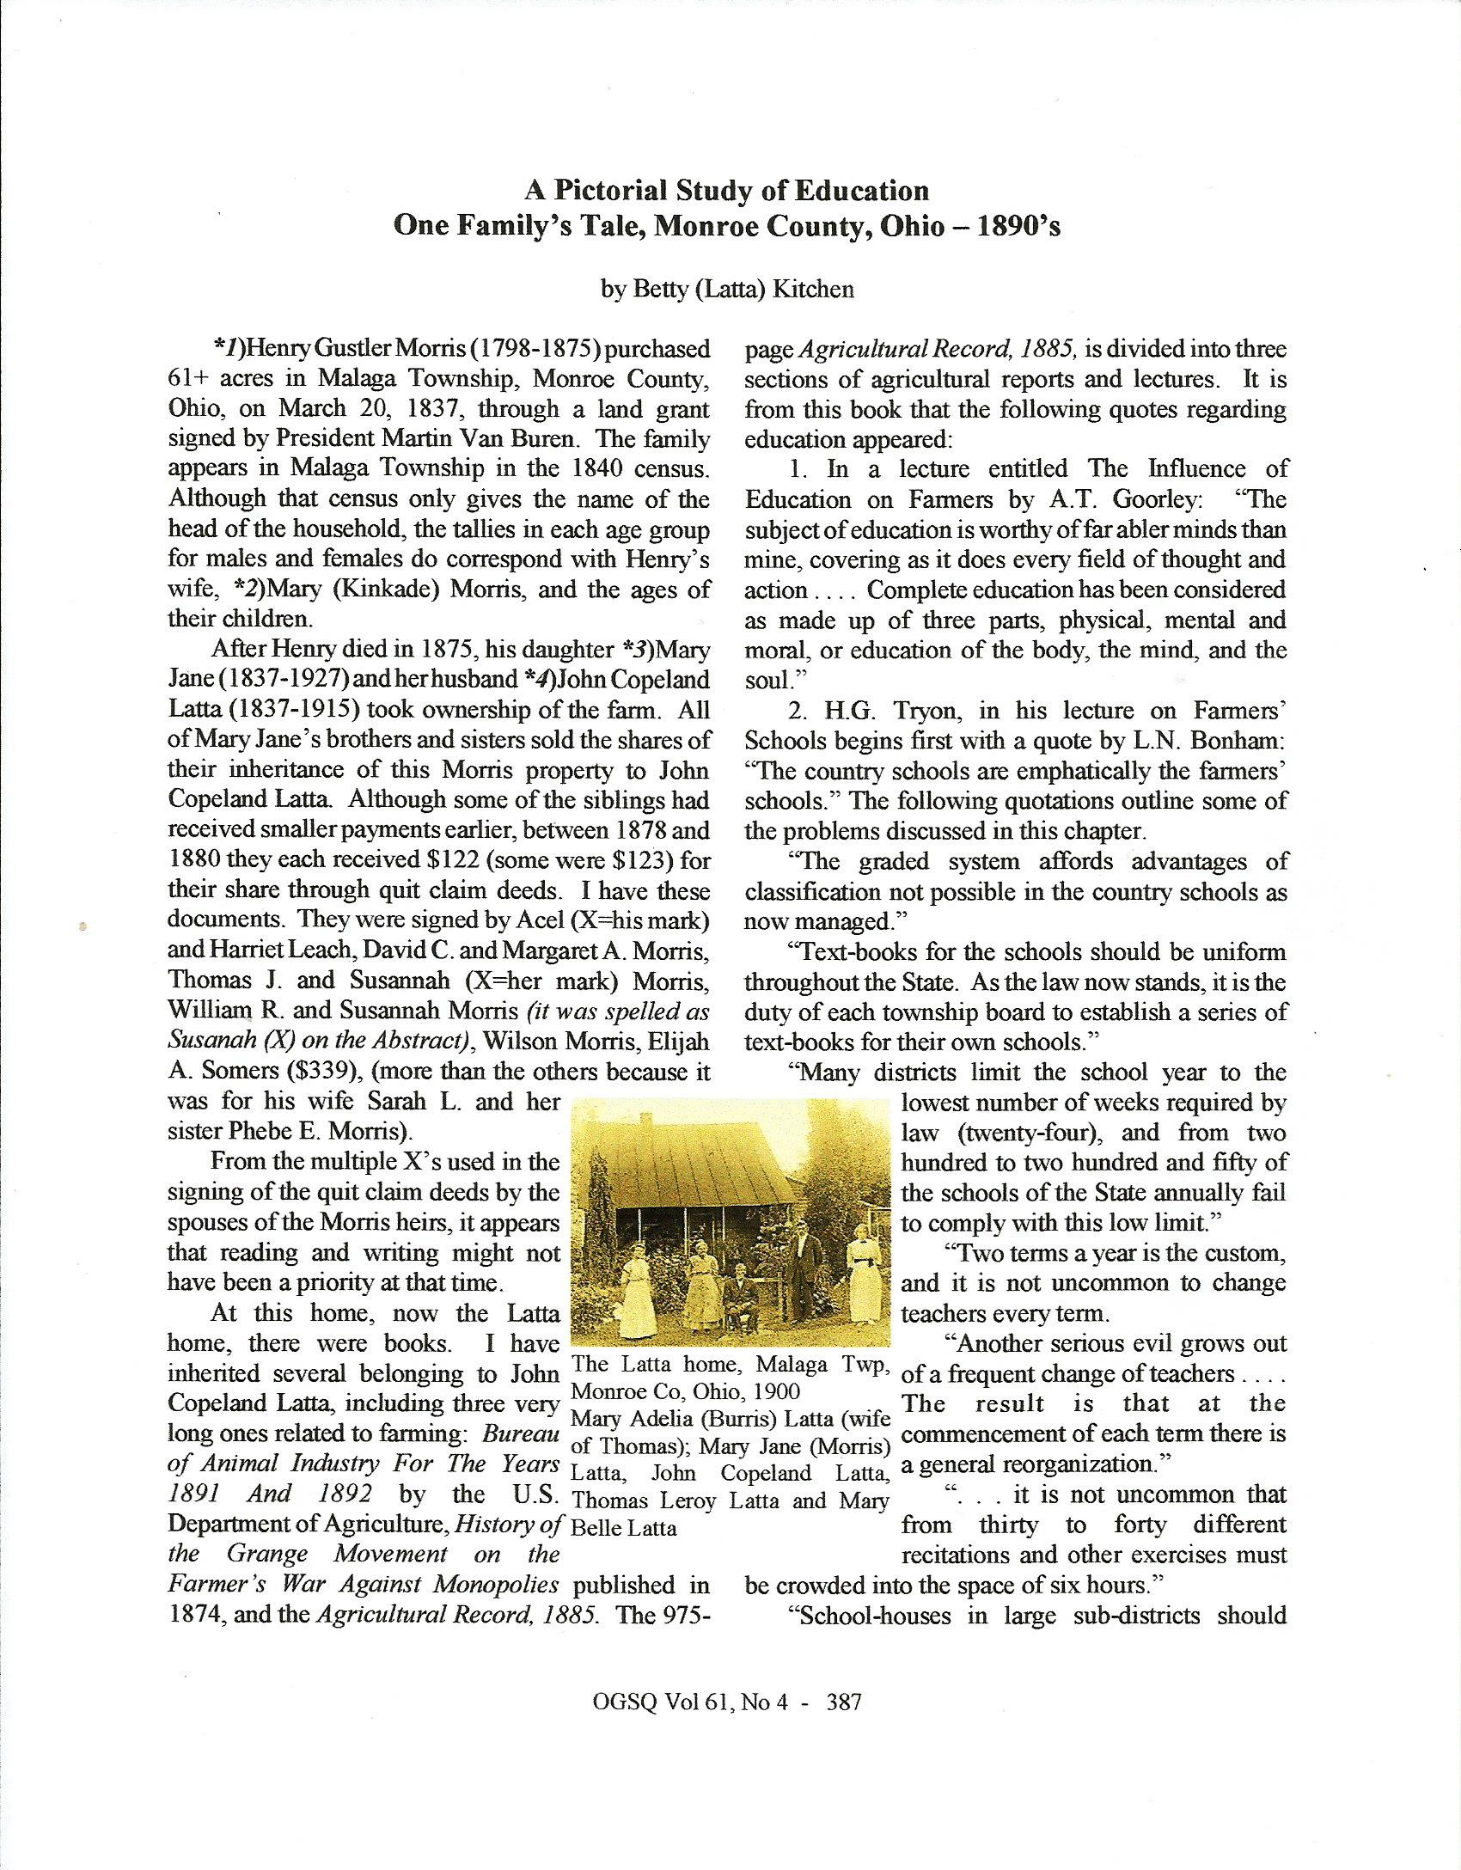 A Pictorial Study of Education
One Family's Tale, Monroe County, Ohio – 1890's
by Betty (Latta) Kitchen
*1)Henry Gustler Morris (1798-1875) purchased
61+ acres in Malaga Township, Monroe County,
Ohio, on March 20, 1837, through a land grant
signed by President Martin Van Buren. The family
appears in Malaga Township in the 1840 census.
Although that census only gives the name of the
head of the household, the tallies in each age group
for males and females do correspond with Henry's
wife, *2)Mary (Kinkade) Morris, and the ages of
their children.
After Henry died in 1875, his daughter *3)Mary
Jane (1837-1927) and her husband *4)John Copeland
Latta (1837-1915) took ownership of the farm. All
of Mary Jane's brothers and sisters sold the shares of
their inheritance of this Morris property to John
Copeland Latta. Although some of the siblings had
received smaller payments earlier, between 1878 and
1880 they each received $122 (some were $123) for
their share through quit claim deeds. I have these
documents. They were signed by Acel (X=his mark)
and Harriet Leach, David C. and Margaret A. Morris,
Thomas J. and Susannah (X=her mark) Morris,
William R. and Susannah Morris (it was spelled as
Susanah (X) on the Abstract), Wilson Morris, Elijah
A. Somers ($339), (more than the others because it
was for his wife Sarah L. and her
sister Phebe E. Morris).
From the multiple X's used in the
signing of the quit claim deeds by the
spouses of the Morris heirs, it appears
that reading and writing might not
have been a priority at that time.
At this home, now the Latta
home, there were books. I have
inherited several belonging to John
Copeland Latta, including three very
long ones related to farming: Bureau
of Animal Industry For The Years
1891 And 1892 by the U.S.
Department of Agriculture, History of
the Grange Movement on the
Farmer's War Against Monopolies published in
1874, and the Agricultural Record, 1885. The 975-
The Latta home, Malaga Twp,
Monroe Co, Ohio, 1900
Mary Adelia (Burris) Latta (wife
of Thomas); Mary Jane (Morris)
Latta, John Copeland Latta,
Thomas Leroy Latta and Mary
Belle Latta
page Agricultural Record, 1885, is divided into three
sections of agricultural reports and lectures. It is
from this book that the following quotes regarding
education appeared:
1. In a lecture entitled The Influence of
Education on Farmers by A.T. Goorley: “The
subject of education is worthy of far abler minds than
mine, covering as it does every field of thought and
action . . . . Complete education has been considered
as made up of three parts, physical, mental and
moral, or education of the body, the mind, and the
soul.”
2. H.G. Tryon, in his lecture on Farmers'
Schools begins first with a quote by L.N. Bonham:
“The country schools are emphatically the farmers'
schools.” The following quotations outline some of
the problems discussed in this chapter.
“The graded system affords advantages of
classification not possible in the country schools as
now managed.”
“Text-books for the schools should be uniform
throughout the State. As the law now stands, it is the
duty of each township board to establish a series of
text-books for their own schools.”
“Many districts limit the school year to the
lowest number of weeks required by
law (twenty-four), and from two
hundred to two hundred and fifty of
the schools of the State annually fail
to comply with this low limit.”
“Two terms a year is the custom,
and it is not uncommon to change
teachers every term.
“Another serious evil grows out
of a frequent change of teachers . . . .
The result is that at the
commencement of each term there is
a general reorganization.”
“. . . it is not uncommon that
from thirty to forty different
recitations and other exercises must
be crowded into the space of six hours.”
“School-houses in large sub-districts should
OGSQ Vol 61, No 4 - 387